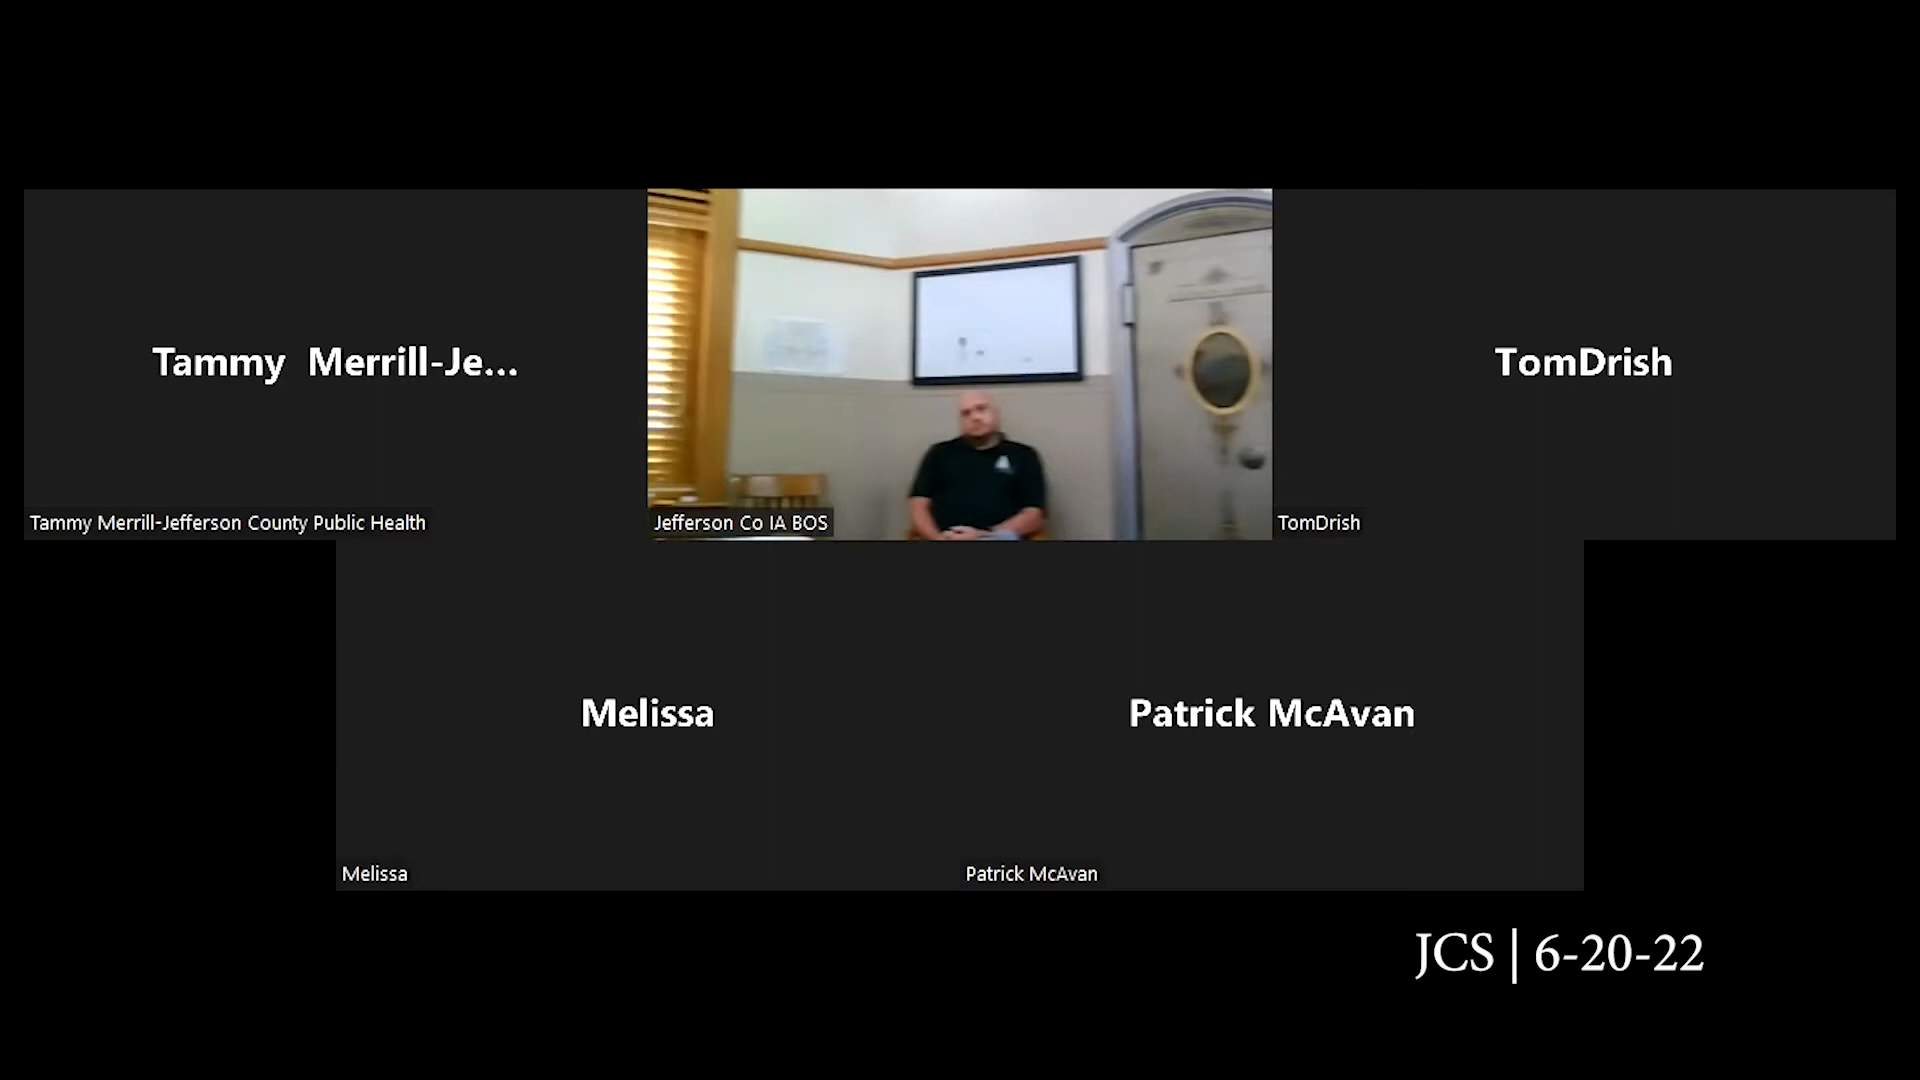 Tammy  Merrill-Je...
TomDrish
Tammy Merrill-Jefferson County Public Health
Jefferson Co IA BOS
TomDrish
Melissa
Patrick McAvan
Melissa
Patrick McAvan
JCS | 6-20-22